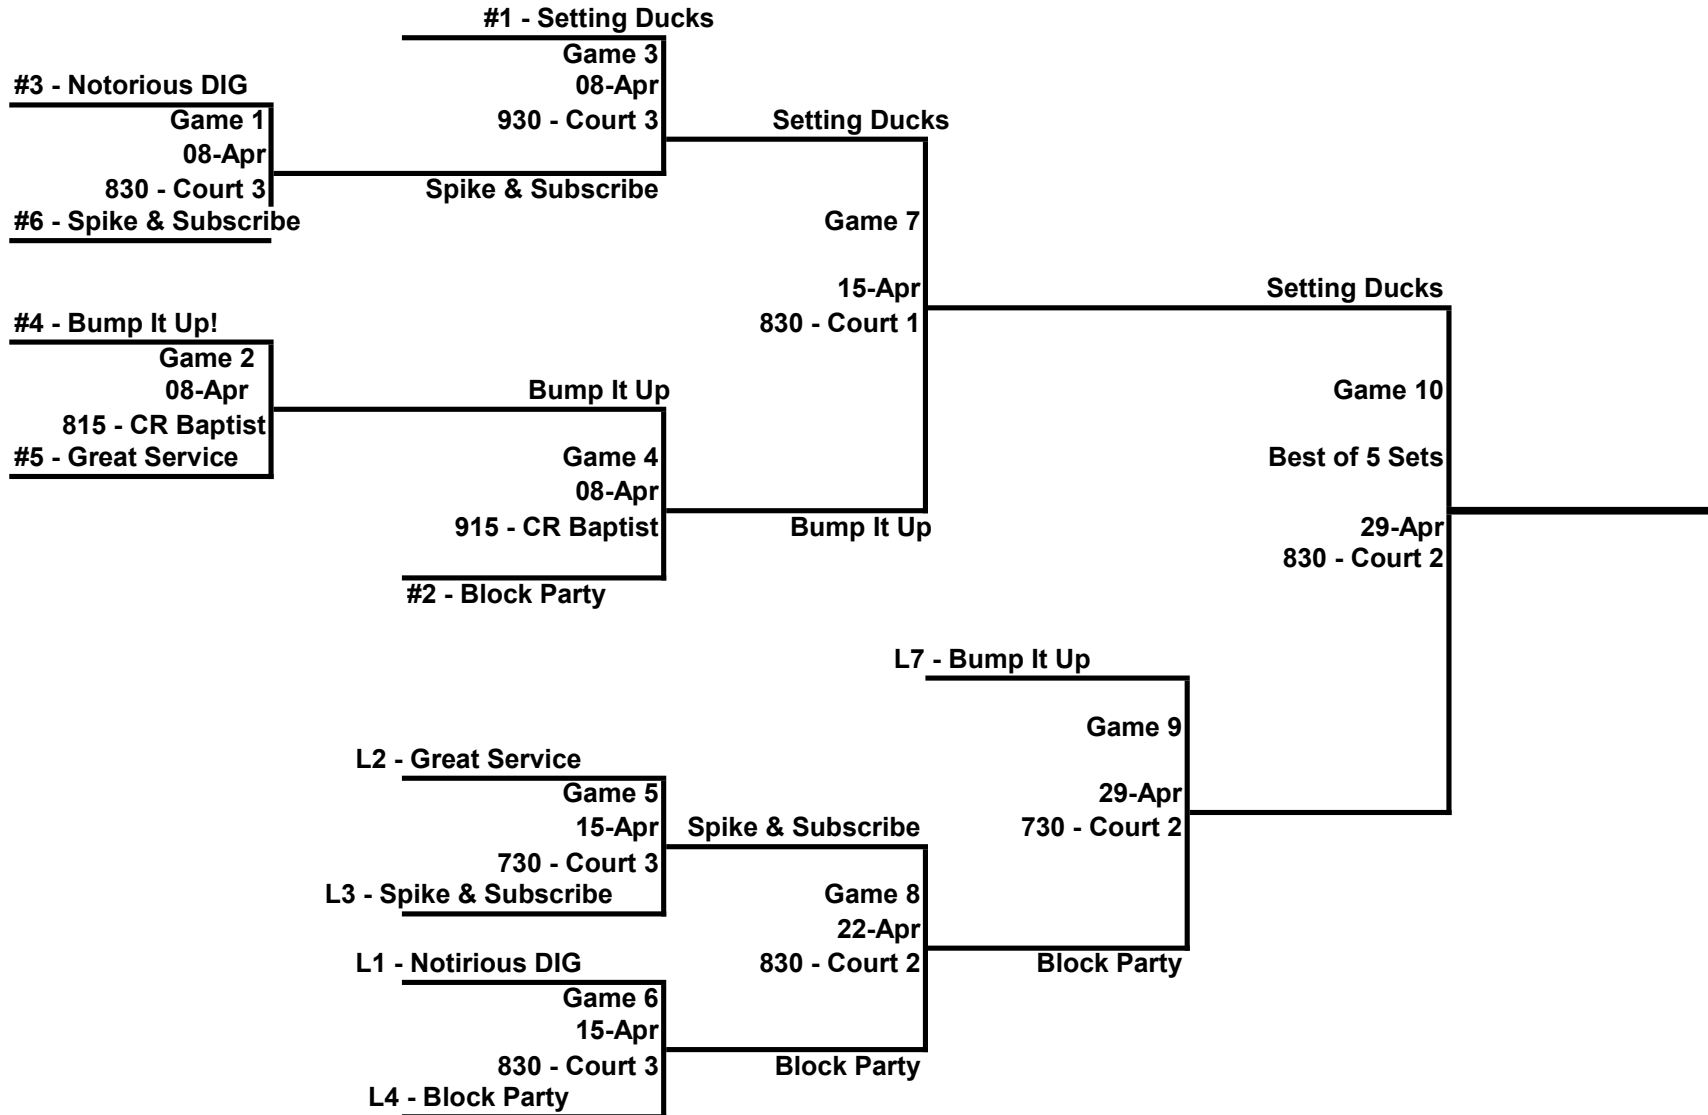 #1 - Setting Ducks
Game 3
08-Apr
930 - Court 3
#3 - Notorious DIG
Game 1
08-Apr
830 - Court 3
#6 - Spike & Subscribe
Spike & Subscribe
Setting Ducks
Game 7
15-Apr
830 - Court 1
#4 - Bump It Up!
Game 2
08-Apr
815 - CR Baptist
#5 - Great Service
Bump It Up
Game 4
08-Apr
915 - CR Baptist
#2 - Block Party
Bump It Up
Setting Ducks
Game 10
Best of 5 Sets
29-Apr
830 - Court 2
L7 - Bump It Up
Game 9
29-Apr
730 - Court 2
L2 - Great Service
Game 5
15-Apr
730 - Court 3
L3 - Spike & Subscribe
Spike & Subscribe
Game 8
22-Apr
830 - Court 2
Block Party
L1 - Notirious DIG
Game 6
15-Apr
830 - Court 3
L4 - Block Party
Block Party